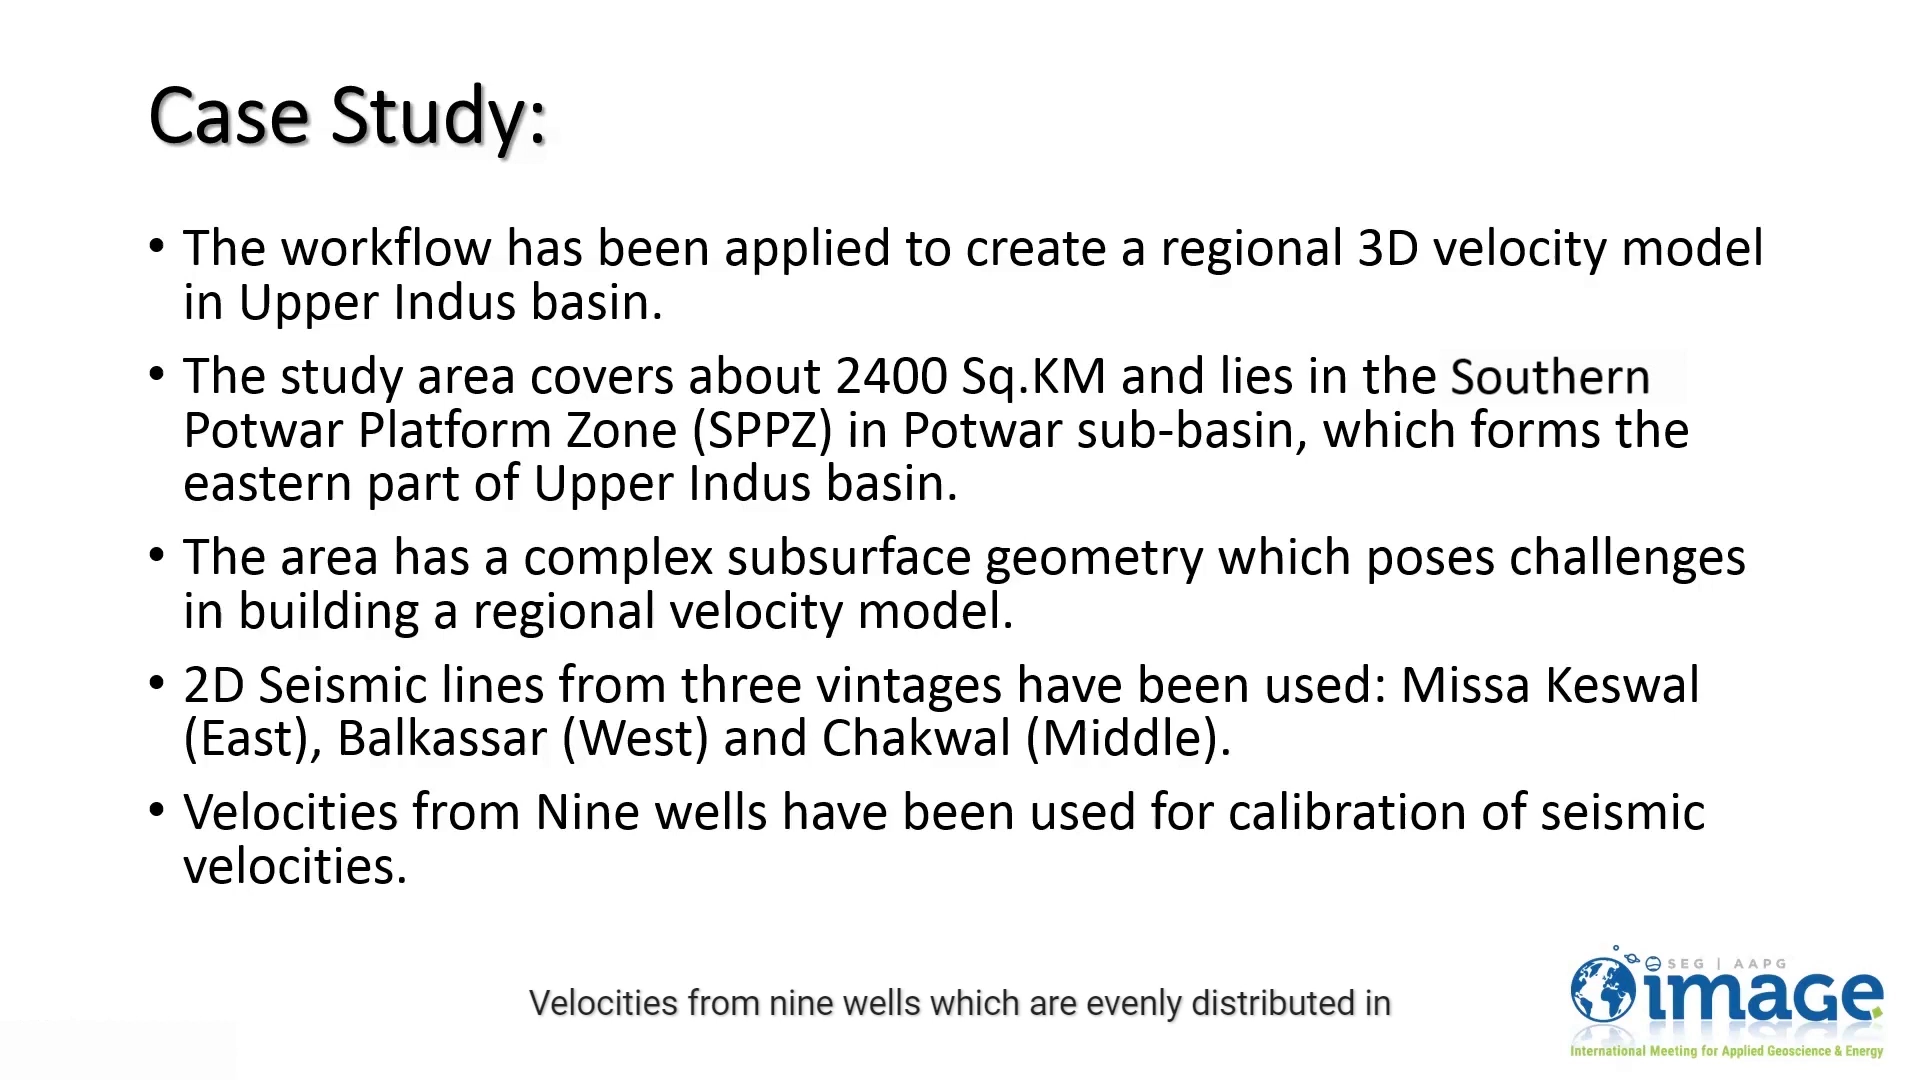 Case Study:
• The workflow has been applied to create a regional 3D velocity model
in Upper Indus basin.
• The study area covers about 2400 Sq.KM and lies in the Southern
Potwar Platform Zone (SPPZ) in Potwar sub-basin, which forms the
eastern part of Upper Indus basin.
• The area has a complex subsurface geometry which poses challenges
in building a regional velocity model.
• 2D Seismic lines from three vintages have been used: Missa Keswal
(East), Balkassar (West) and Chakwal (Middle).
• Velocities from Nine wells have been used for calibration of seismic
velocities.
Velocities from nine wells which are evenly distributed in
SEG | AAPG
image
International Meeting for Applied Geoscience & Energy